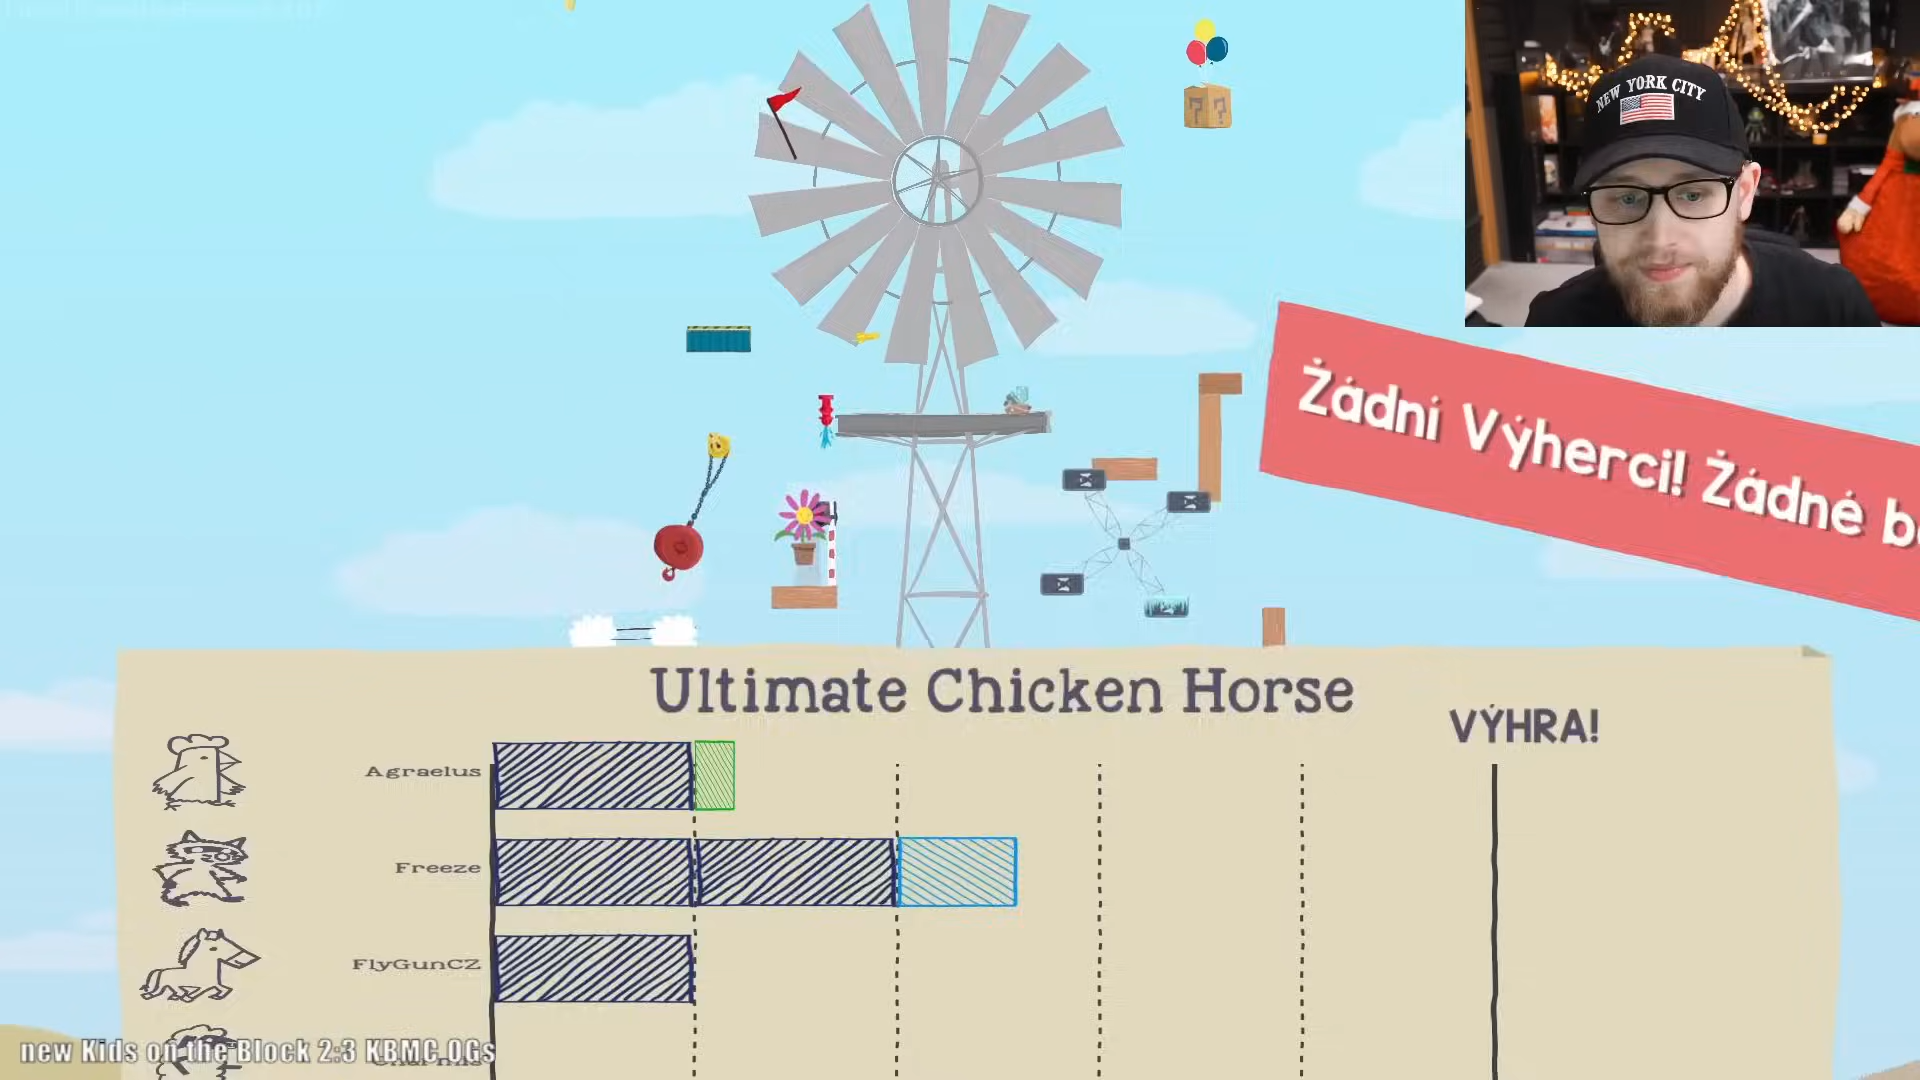 NEW YORK CITY
Žádní Výherci! Žádné b
Ultimate Chicken Horse
VÝHRA!
Agraelus
Freeze
FlyGunCZ
new Kids on the Block 2:3 KBMC OGs